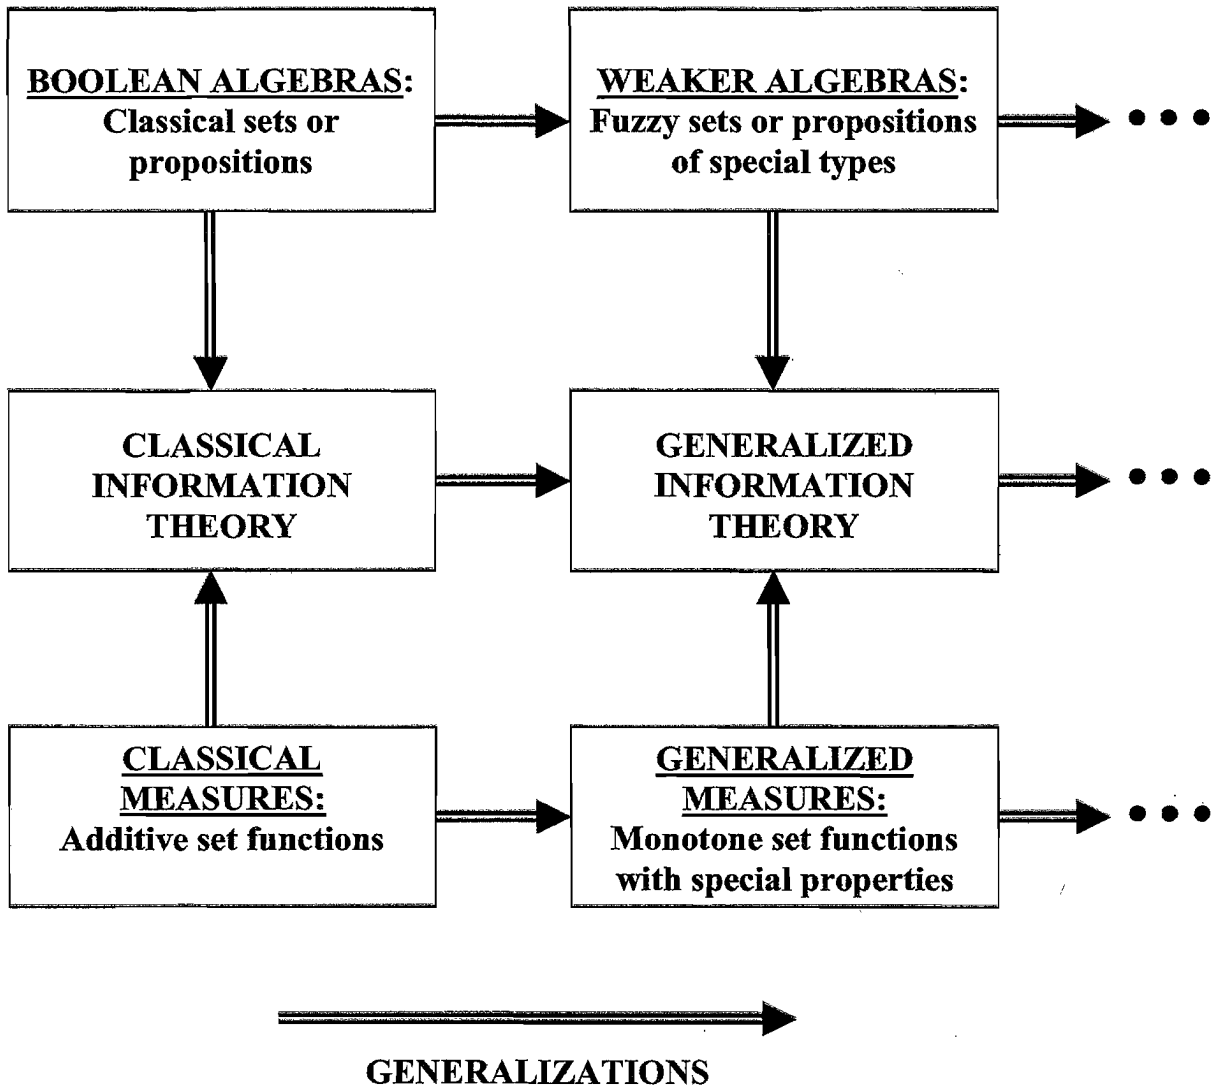 BOOLEAN ALGEBRAS:
Classical sets or
propositions
WEAKER ALGEBRAS:
Fuzzy sets or propositions
of special types
• • •
CLASSICAL
INFORMATION
THEORY
GENERALIZED
INFORMATION
THEORY
• • •
CLASSICAL
MEASURES:
Additive set functions
GENERALIZED
MEASURES:
Monotone set functions
with special properties
• • •
GENERALIZATIONS